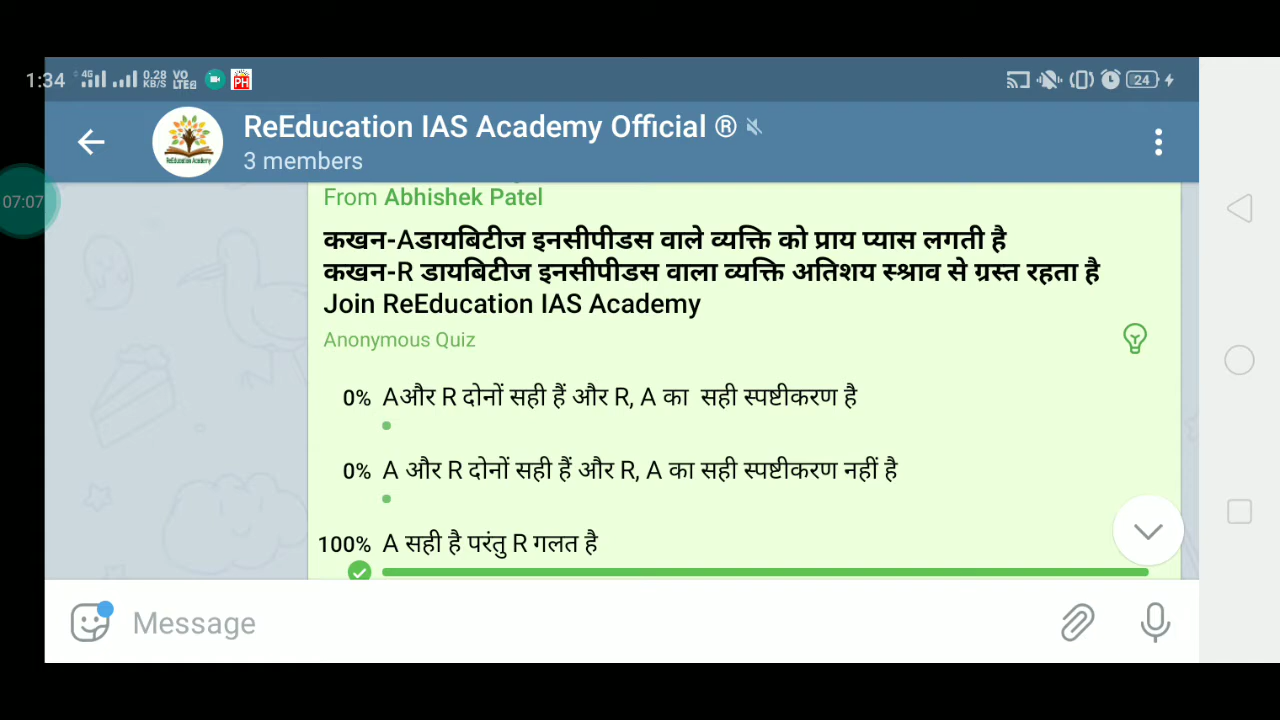 1:34 4G 0.28 KB/S VO LTE2 PH 24
ReEducation IAS Academy Official ®
3 members
07:07
From Abhishek Patel
कखन-Aडायबिटीज इनसीपीडस वाले व्यक्ति को प्राय प्यास लगती है
कखन-R डायबिटीज इनसीपीडस वाला व्यक्ति अतिशय स्श्राव से ग्रस्त रहता है
Join ReEducation IAS Academy
Anonymous Quiz
0% Aऔर R दोनों सही हैं और R, A का सही स्पष्टीकरण है
0% A और R दोनों सही हैं और R, A का सही स्पष्टीकरण नहीं है
100% A सही है परंतु R गलत है
Message